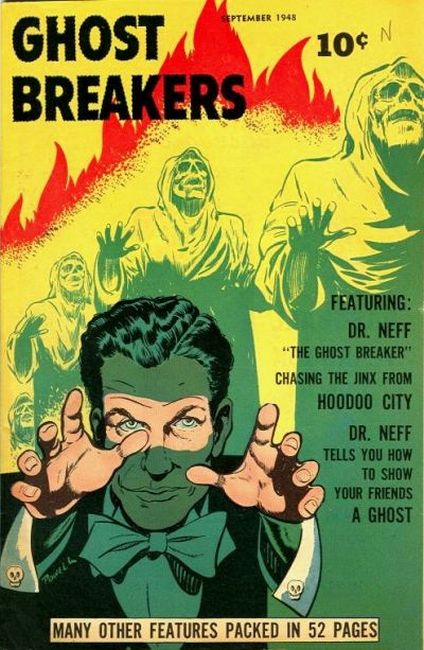 SEPTEMBER 1948
GHOST
BREAKERS
10¢ N
FEATURING:
DR. NEFF
"THE GHOST BREAKER"
CHASING THE JINX FROM
HOODOO CITY
DR. NEFF
TELLS YOU HOW
TO SHOW
YOUR FRIENDS
A GHOST
Powell
MANY OTHER FEATURES PACKED IN 52 PAGES